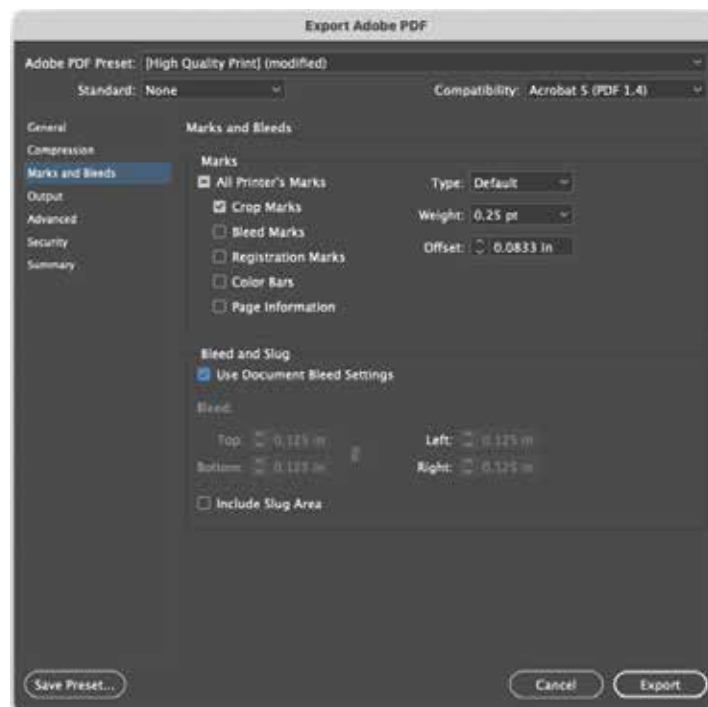 Export Adobe PDF
Adobe PDF Preset: [High Quality Print] (modified)
Standard: None Compatibility: Acrobat 5 (PDF 1.4)
General
Compression
Marks and Bleeds
Output
Advanced
Security
Summary
Marks and Bleeds
Marks
All Printer's Marks
Crop Marks
Bleed Marks
Registration Marks
Color Bars
Page Information
Type: Default
Weight: 0.25 pt
Offset: 0.0833 in
Bleed and Slug
Use Document Bleed Settings
Bleed:
Top: 0.125 in Left: 0.125 in
Bottom: 0.125 in Right: 0.125 in
Include Slug Area
Save Preset... Cancel Export